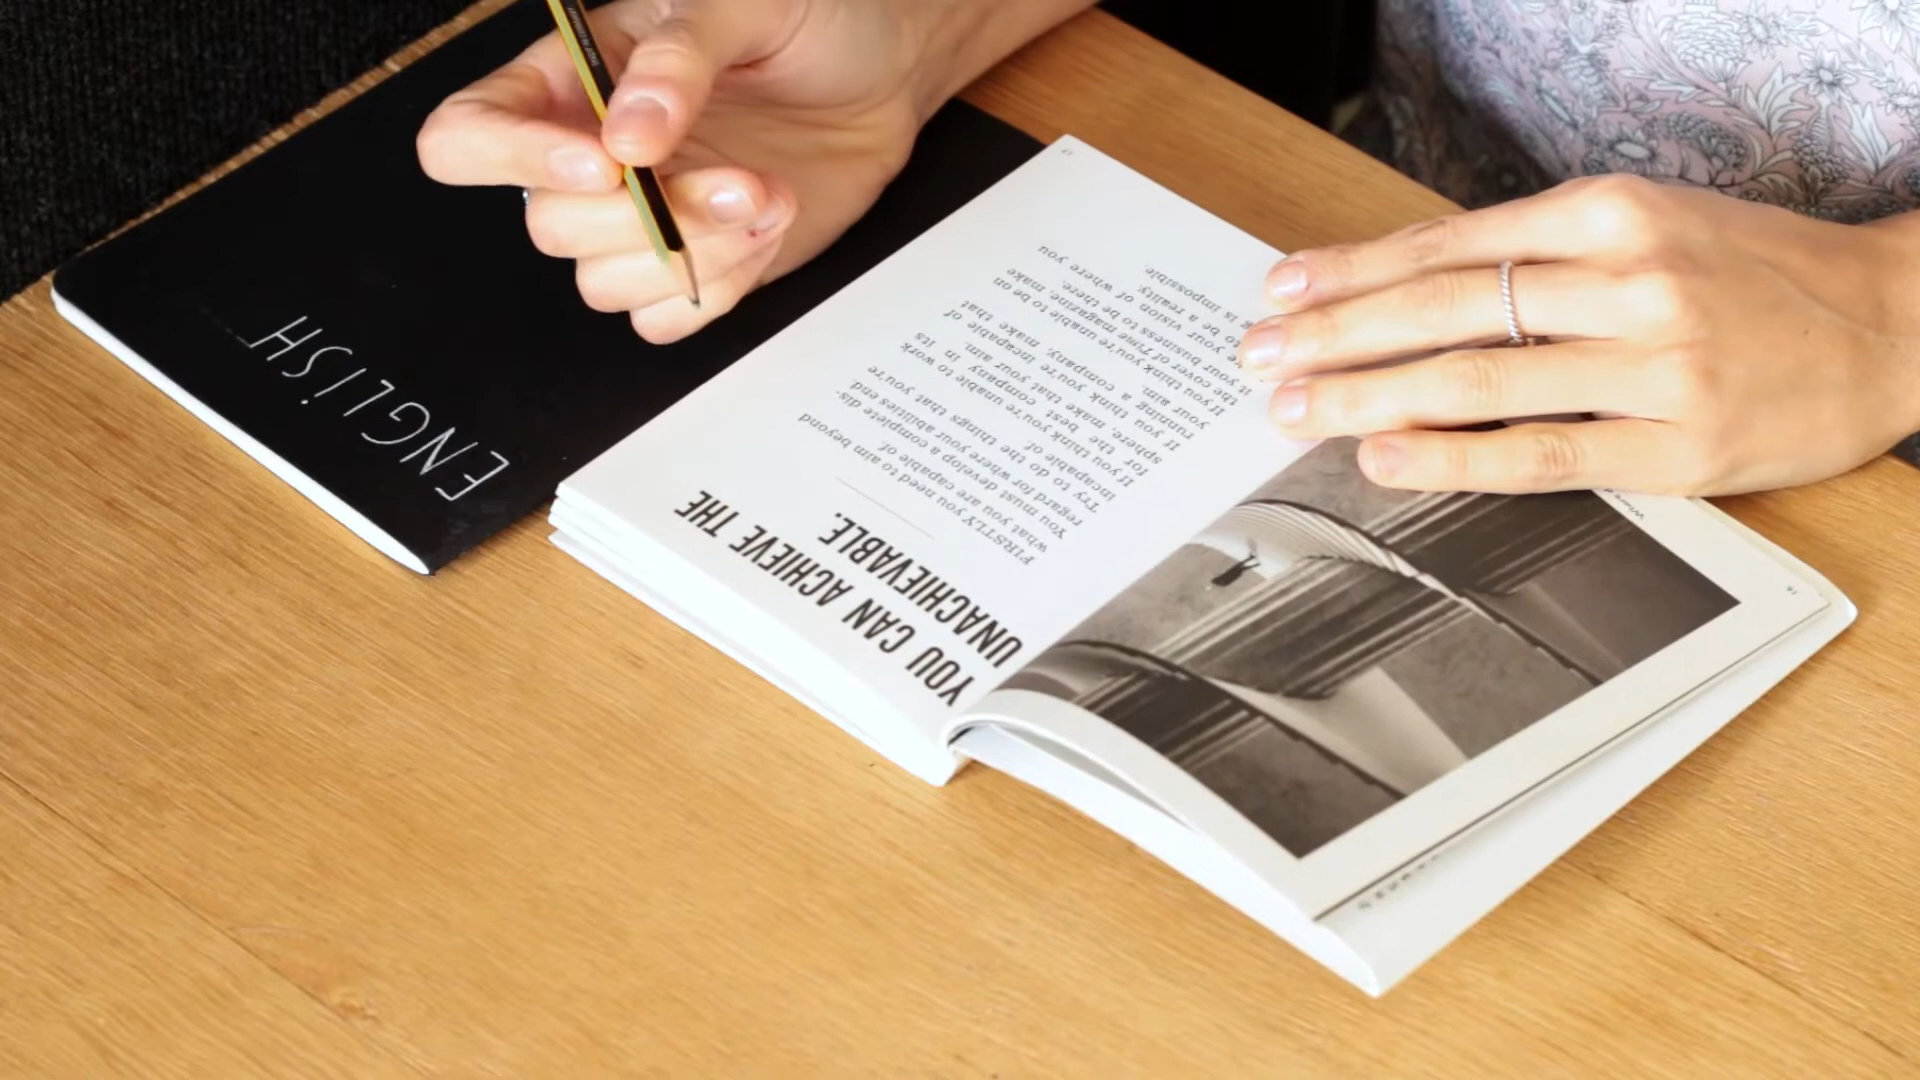 ENGLISH
17
YOU CAN ACHIEVE THE
UNACHIEVABLE.
FIRSTLY you need to aim beyond
what you are capable of.
You must develop a complete dis-
regard for where your abilities end.
Try to do the things that you're
incapable of.
If you think you're unable to work
for the best company in its
sphere, make that your aim.
If you think you're incapable of
running a company, make that
your aim.
If you think you're unable to be on
the cover of Time magazine, make
it your business to be there.
your vision of where you
to be a reality.
is impossible.
16